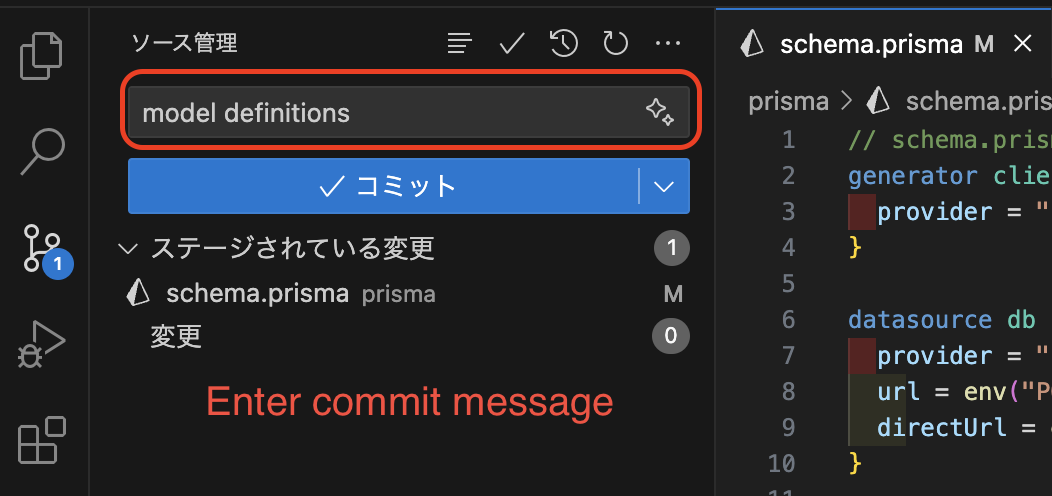 ソース管理
model definitions
コミット
1
ステージされている変更 1
schema.prisma prisma M
変更 0
Enter commit message
schema.prisma M
prisma > schema.pris
1 // schema.pris
2 generator clie
3 provider = "
4 }
5
6 datasource db
7 provider = "
8 url = env("P
9 directUrl =
10 }
11